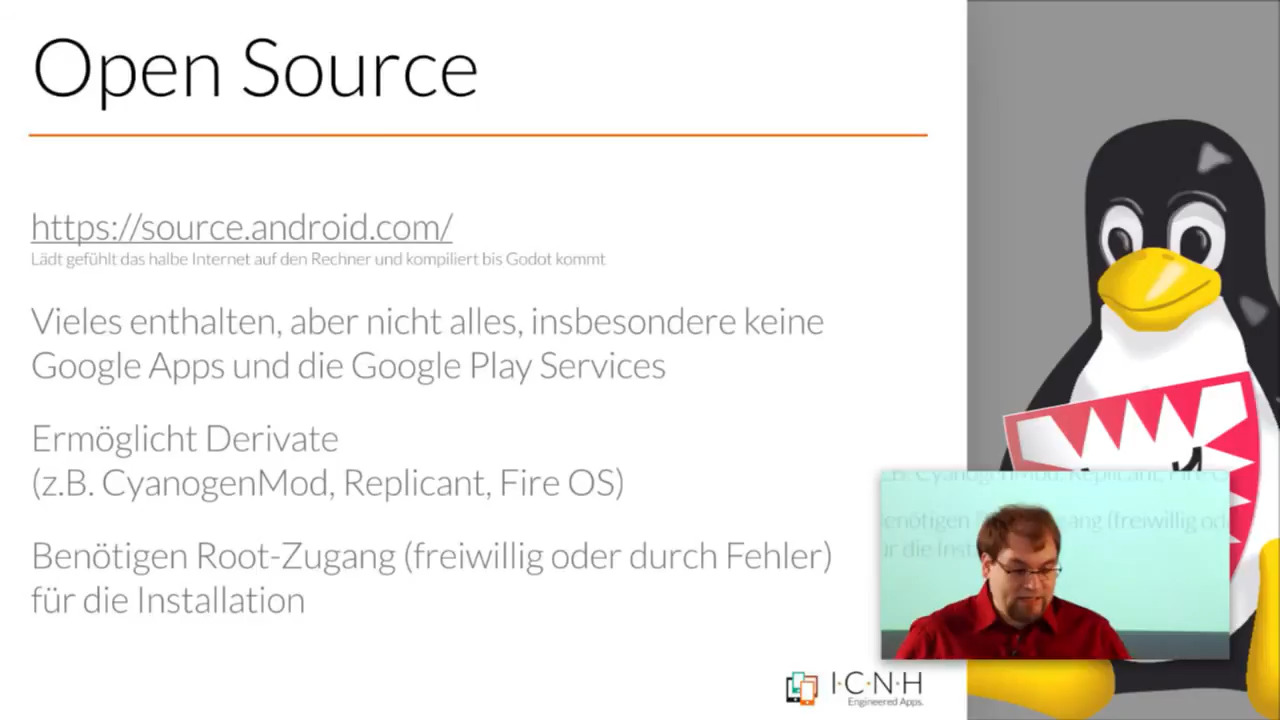 Open Source
https://source.android.com/
Lädt gefühlt das halbe Internet auf den Rechner und kompiliert bis Godot kommt
Vieles enthalten, aber nicht alles, insbesondere keine
Google Apps und die Google Play Services
Ermöglicht Derivate
(z.B. CyanogenMod, Replicant, Fire OS)
Benötigen Root-Zugang (freiwillig oder durch Fehler)
für die Installation
I·C·N·H
Engineered Apps.